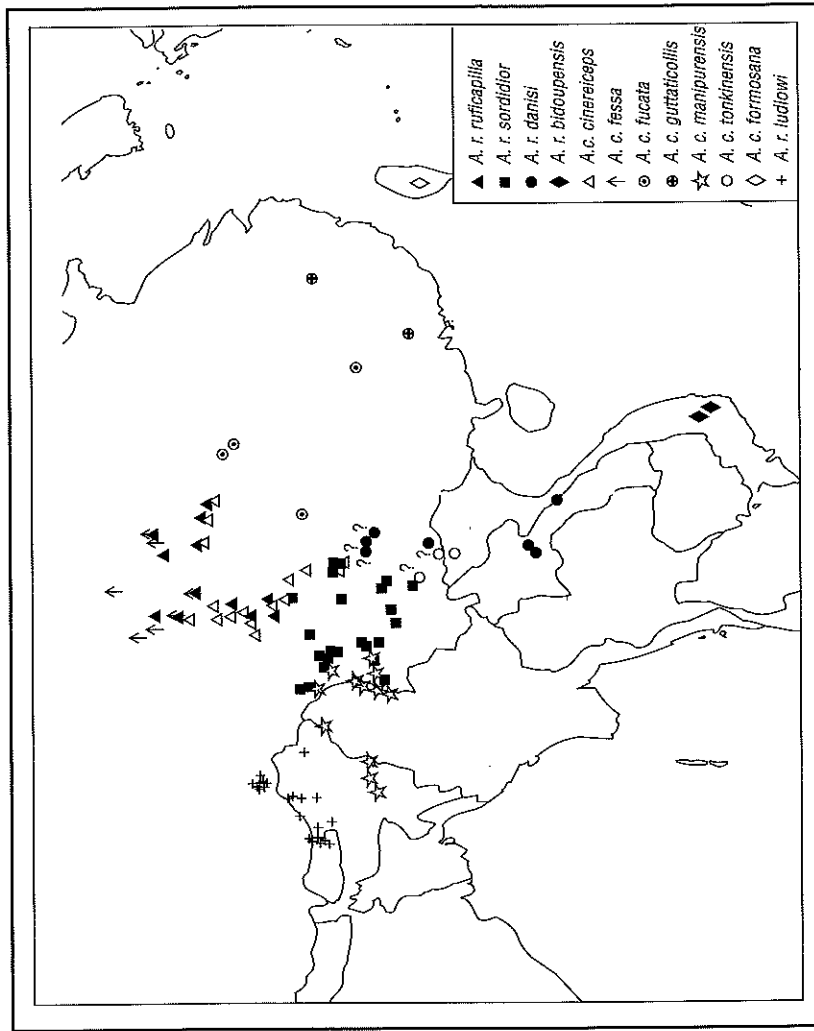 A. r. ruficapilla
A. r. sordidior
A. r. danisi
A. r. bidoupensis
A.c. cinereiceps
A. c. fessa
A. c. fucata
A. c. guttaticollis
A. c. manipurensis
A. c. tonkinensis
A. c. formosana
A. r. ludlowi
?
?
?
?
?